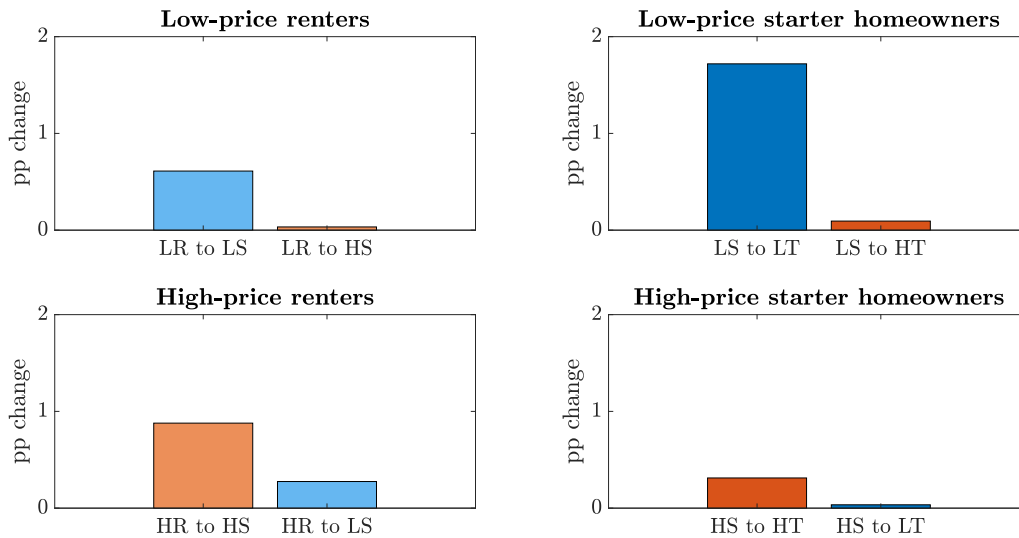 Low-price renters
2
1
0
pp change
LR to LS
LR to HS
Low-price starter homeowners
2
1
0
pp change
LS to LT
LS to HT
High-price renters
2
1
0
pp change
HR to HS
HR to LS
High-price starter homeowners
2
1
0
pp change
HS to HT
HS to LT